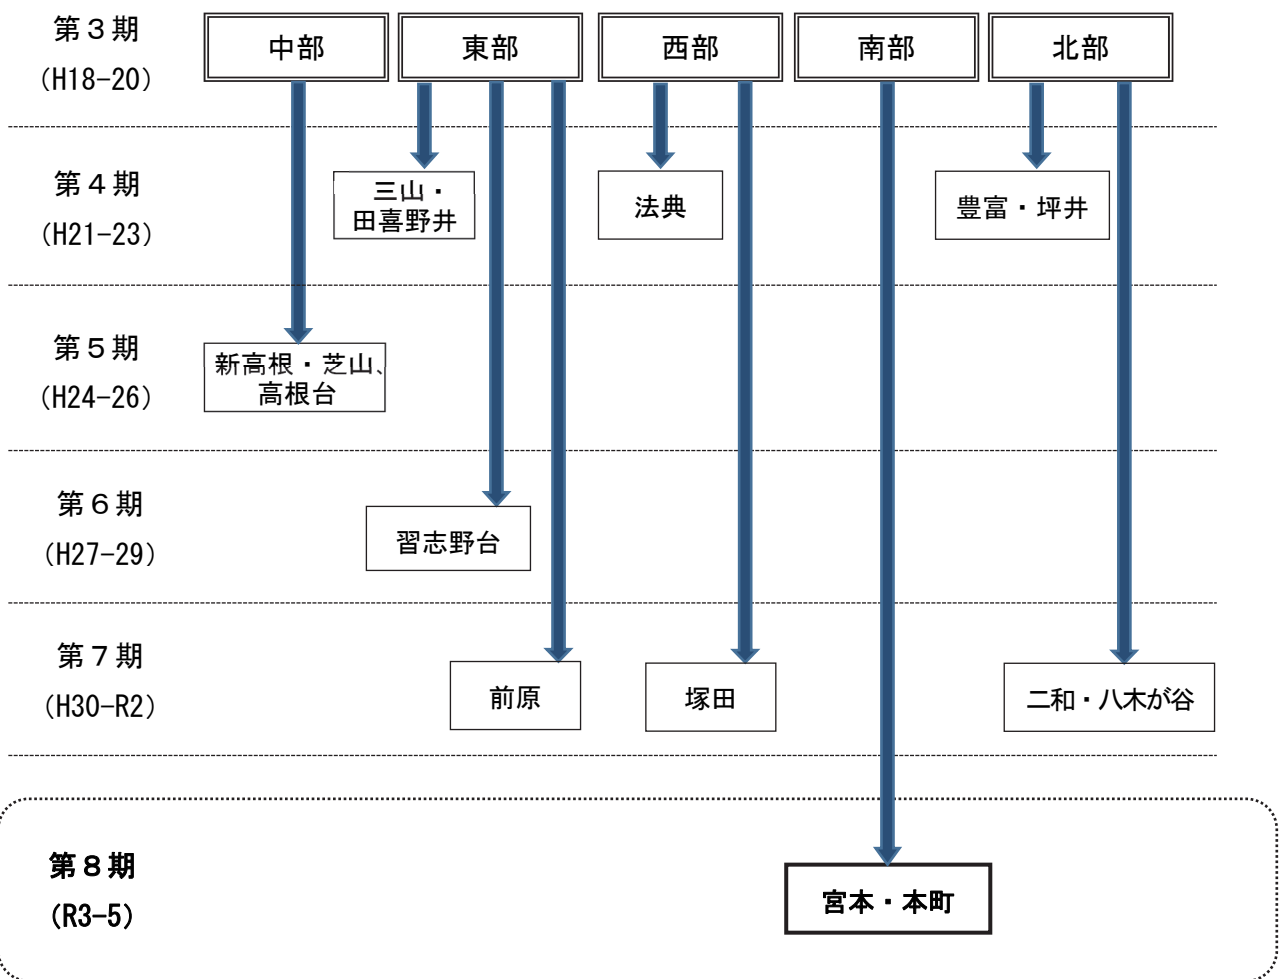 第３期
（H18−20）
中部
東部
西部
南部
北部
第４期
（H21−23）
三山・
田喜野井
法典
豊富・坪井
第５期
（H24−26）
新高根・芝山、
高根台
第６期
（H27−29）
習志野台
第７期
（H30−R2）
前原
塚田
二和・八木が谷
第８期
（R3−5）
宮本・本町